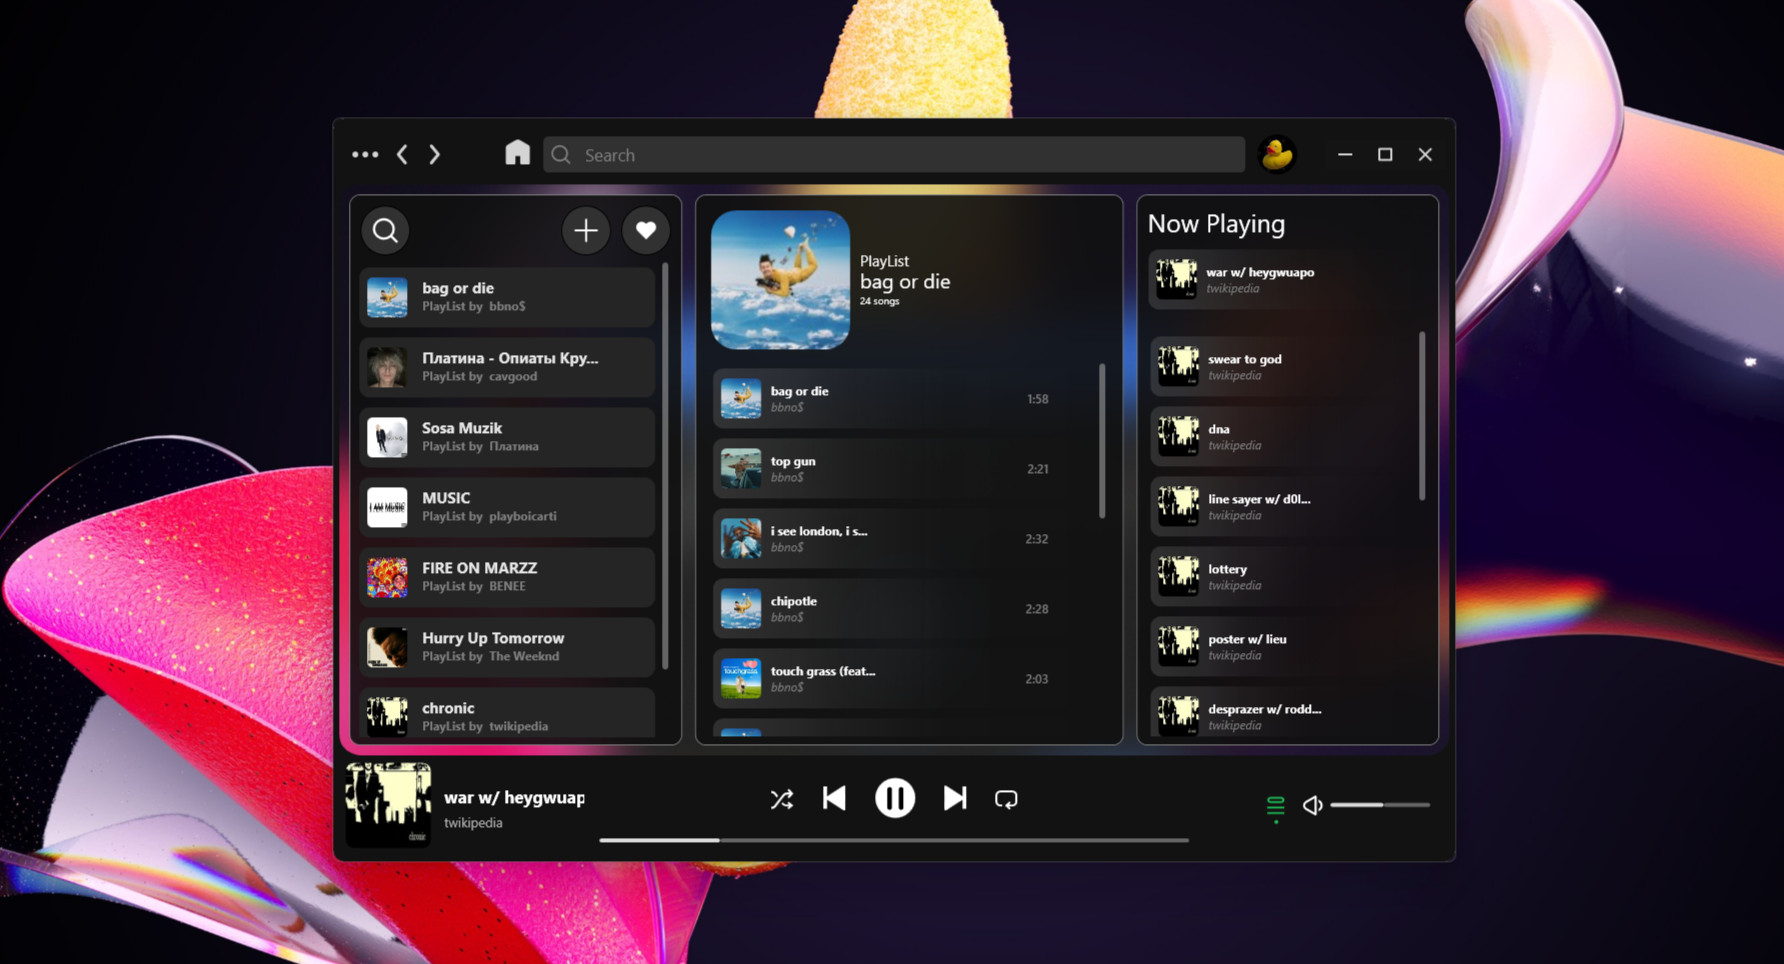 Search
bag or die
PlayList by bbno$
Платина - Опиаты Кру...
PlayList by cavgood
Sosa Muzik
PlayList by Платина
MUSIC
PlayList by playboicarti
I AM MUSIC
FIRE ON MARZZ
PlayList by BENEE
Hurry Up Tomorrow
PlayList by The Weeknd
chronic
PlayList by twikipedia
PlayList
bag or die
24 songs
bag or die
bbno$
1:58
top gun
bbno$
2:21
i see london, i s...
bbno$
2:32
chipotle
bbno$
2:28
touchgrass
touch grass (feat...
bbno$
2:03
Now Playing
war w/ heygwuapo
twikipedia
swear to god
twikipedia
dna
twikipedia
line sayer w/ d0l...
twikipedia
lottery
twikipedia
poster w/ lieu
twikipedia
desprazer w/ rodd...
twikipedia
chronic
war w/ heygwuap
twikipedia